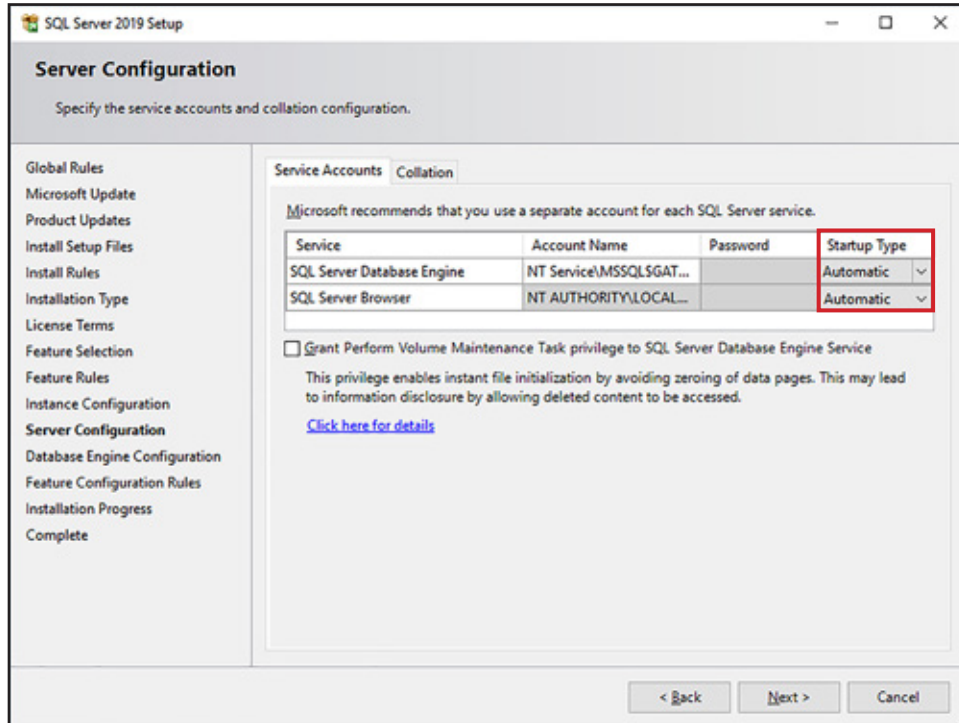 SQL Server 2019 Setup
Server Configuration
Specify the service accounts and collation configuration.
Global Rules
Microsoft Update
Product Updates
Install Setup Files
Install Rules
Installation Type
License Terms
Feature Selection
Feature Rules
Instance Configuration
Server Configuration
Database Engine Configuration
Feature Configuration Rules
Installation Progress
Complete
Service Accounts Collation
Microsoft recommends that you use a separate account for each SQL Server service.
Service Account Name Password Startup Type
SQL Server Database Engine NT Service\MSSQL$GAT... Automatic
SQL Server Browser NT AUTHORITY\LOCAL... Automatic
Grant Perform Volume Maintenance Task privilege to SQL Server Database Engine Service
This privilege enables instant file initialization by avoiding zeroing of data pages. This may lead
to information disclosure by allowing deleted content to be accessed.
Click here for details
< Back Next > Cancel